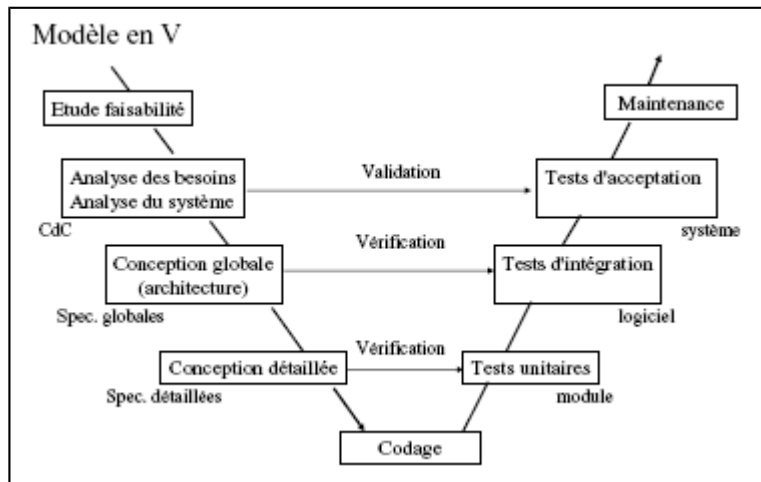 Modèle en V
Etude faisabilité
Maintenance
Analyse des besoins
Analyse du système
Validation
Tests d'acceptation
CdC
système
Conception globale
(architecture)
Vérification
Tests d'intégration
Spec. globales
logiciel
Conception détaillée
Vérification
Tests unitaires
Spec. détaillées
module
Codage